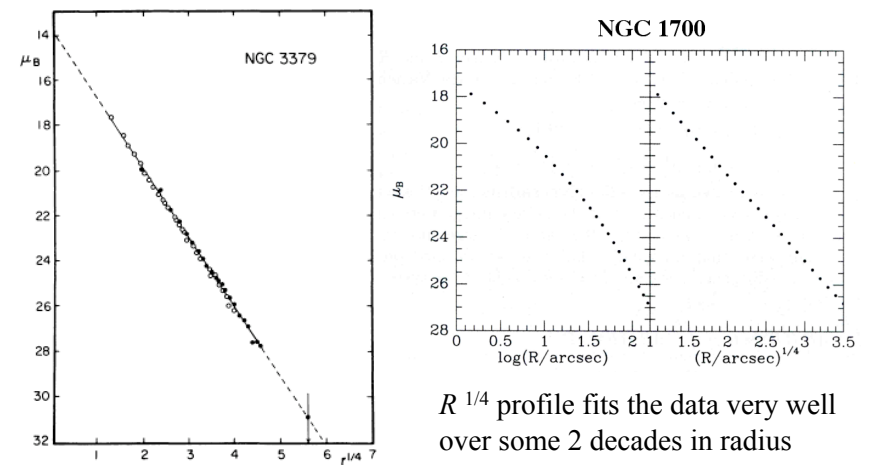 NGC 3379
μB
14
16
18
20
22
24
26
28
30
32
1 2 3 4 5 6 7
r^1/4
NGC 1700
μB
16
18
20
22
24
26
28
0 0.5 1 1.5 2 1 1.5 2 2.5 3 3.5
log(R/arcsec) (R/arcsec)^1/4
R 1/4 profile fits the data very well
over some 2 decades in radius